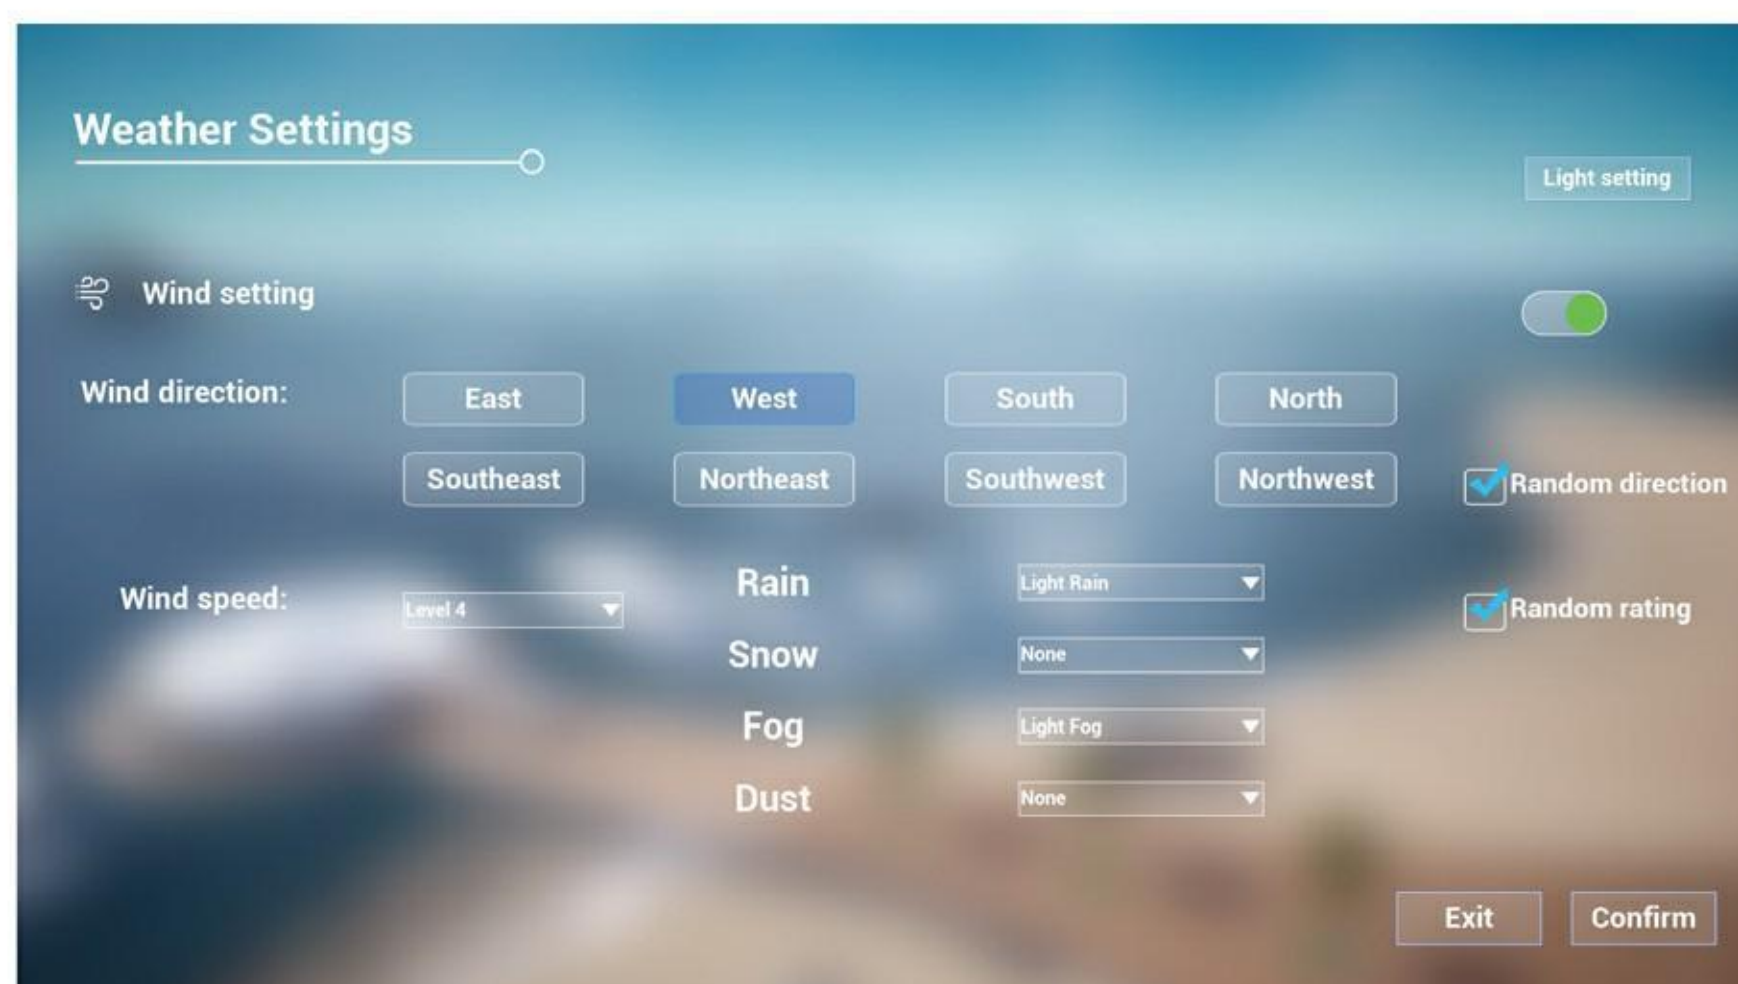 Weather Settings
Light setting
Wind setting
Wind direction:
East
West
South
North
Southeast
Northeast
Southwest
Northwest
Random direction
Wind speed:
Level 4
Rain
Light Rain
Random rating
Snow
None
Fog
Light Fog
Dust
None
Exit
Confirm